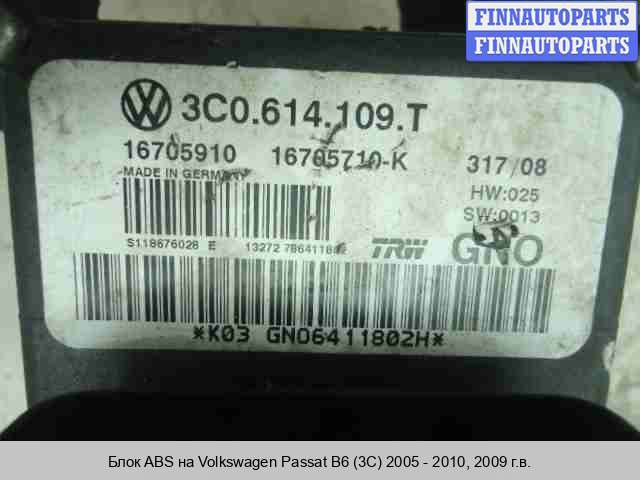 FINNAUTOPARTS
FINNAUTOPARTS
3C0.614.109.T
16705910 16705710-K 317/08
MADE IN GERMANY
HW:025
SW:0013
S118676028 E 13272 786411802
TRW GNO
*K03 GN06411802H*
Блок ABS на Volkswagen Passat B6 (3C) 2005 - 2010, 2009 г.в.